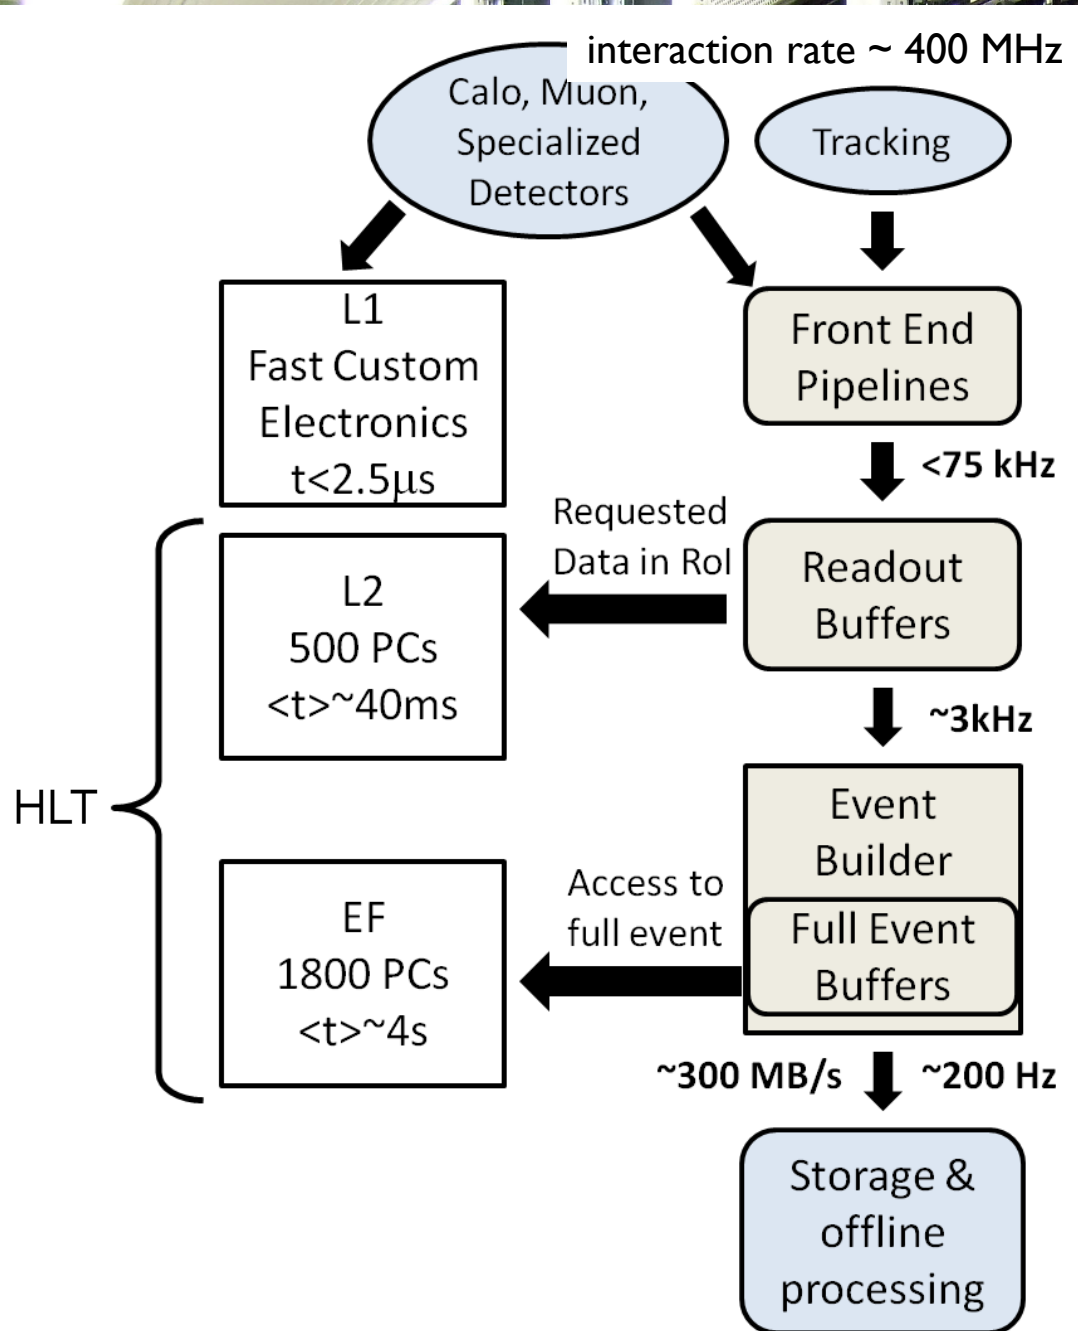 interaction rate ~ 400 MHz
Calo, Muon,
Specialized
Detectors
Tracking
L1
Fast Custom
Electronics
t<2.5μs
Front End
Pipelines
<75 kHz
Requested
Data in RoI
Readout
Buffers
L2
500 PCs
<t>~40ms
~3kHz
HLT
Event
Builder
Full Event
Buffers
Access to
full event
EF
1800 PCs
<t>~4s
~300 MB/s
~200 Hz
Storage &
offline
processing